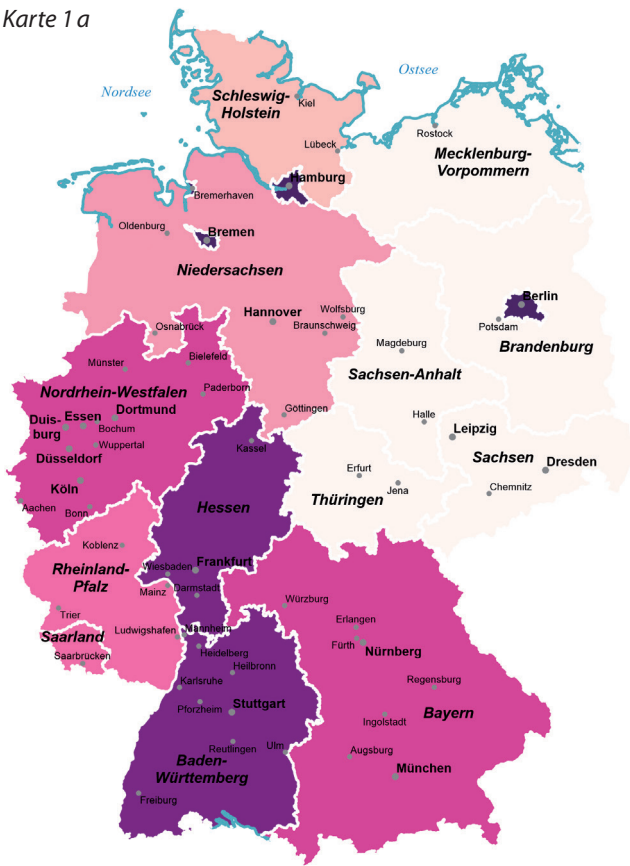 Karte 1 a
Nordsee
Ostsee
Schleswig-
Holstein
Kiel
Lübeck
Rostock
Mecklenburg-
Vorpommern
Hamburg
Bremerhaven
Oldenburg
Bremen
Niedersachsen
Berlin
Potsdam
Brandenburg
Hannover
Wolfsburg
Braunschweig
Osnabrück
Magdeburg
Sachsen-Anhalt
Münster
Bielefeld
Nordrhein-Westfalen
Paderborn
Göttingen
Halle
Duis-
burg
Essen
Dortmund
Bochum
Wuppertal
Düsseldorf
Leipzig
Sachsen
Dresden
Chemnitz
Kassel
Köln
Aachen
Bonn
Erfurt
Jena
Thüringen
Hessen
Koblenz
Rheinland-
Pfalz
Wiesbaden
Frankfurt
Mainz
Darmstadt
Trier
Würzburg
Saarland
Saarbrücken
Ludwigshafen
Mannheim
Heidelberg
Heilbronn
Erlangen
Fürth
Nürnberg
Karlsruhe
Pforzheim
Stuttgart
Regensburg
Ingolstadt
Bayern
Reutlingen
Ulm
Augsburg
Baden-
Württemberg
München
Freiburg